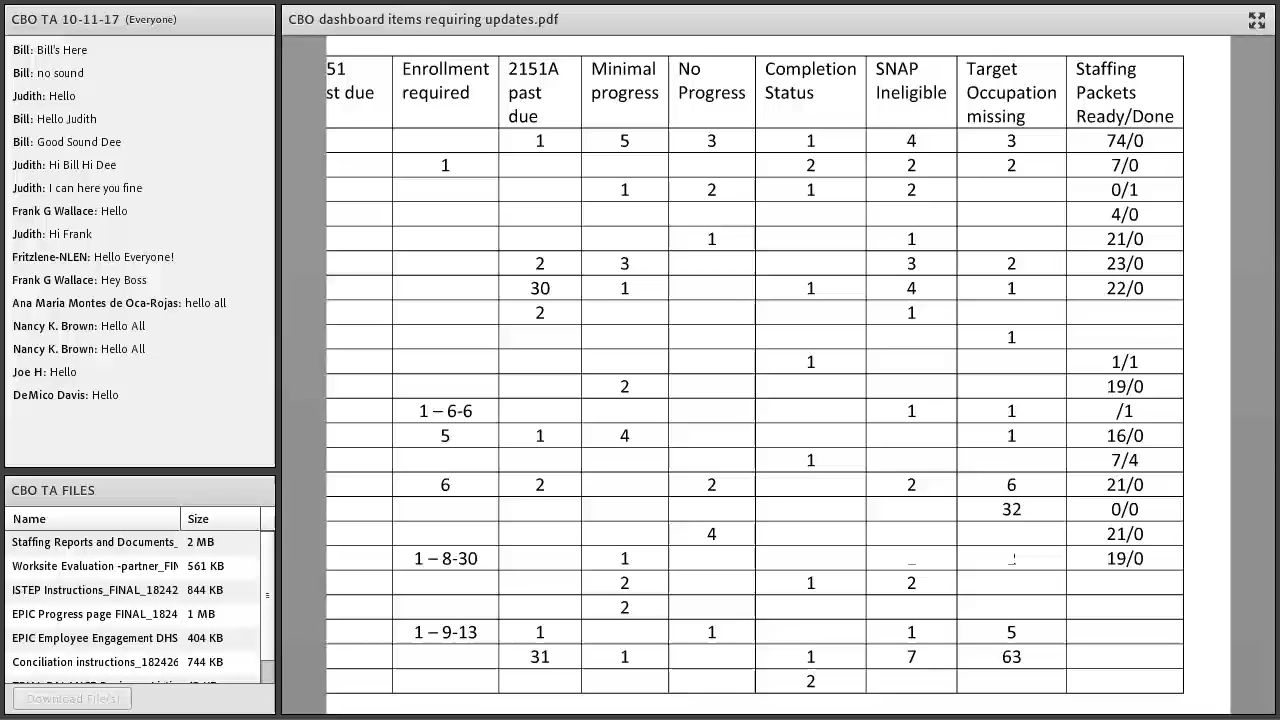 CBO TA 10-11-17 (Everyone)
Bill: Bill's Here
Bill: no sound
Judith: Hello
Bill: Hello Judith
Bill: Good Sound Dee
Judith: Hi Bill Hi Dee
Judith: I can here you fine
Frank G Wallace: Hello
Judith: Hi Frank
Fritzlene-NLEN: Hello Everyone!
Frank G Wallace: Hey Boss
Ana Maria Montes de Oca-Rojas: hello all
Nancy K. Brown: Hello All
Nancy K. Brown: Hello All
Joe H: Hello
DeMico Davis: Hello
CBO TA FILES
Name Size
Staffing Reports and Documents_ 2 MB
Worksite Evaluation -partner_FIN 561 KB
ISTEP Instructions_FINAL_18242 844 KB
EPIC Progress page FINAL_1824 1 MB
EPIC Employee Engagement DHS 404 KB
Conciliation instructions_182426 744 KB
Download File(s)
CBO dashboard items requiring updates.pdf
51 Enrollment 2151A Minimal No Completion SNAP Target Staffing
st due required past progress Progress Status Ineligible Occupation Packets
due missing Ready/Done
1 5 3 1 4 3 74/0
1 2 2 2 7/0
1 2 1 2 0/1
4/0
1 1 21/0
2 3 3 2 23/0
30 1 1 4 1 22/0
2 1
1
1 1/1
2 19/0
1 – 6-6 1 1 /1
5 1 4 1 16/0
1 7/4
6 2 2 2 6 21/0
32 0/0
4 21/0
1 – 8-30 1 19/0
2 1 2
2
1 – 9-13 1 1 1 5
31 1 1 7 63
2